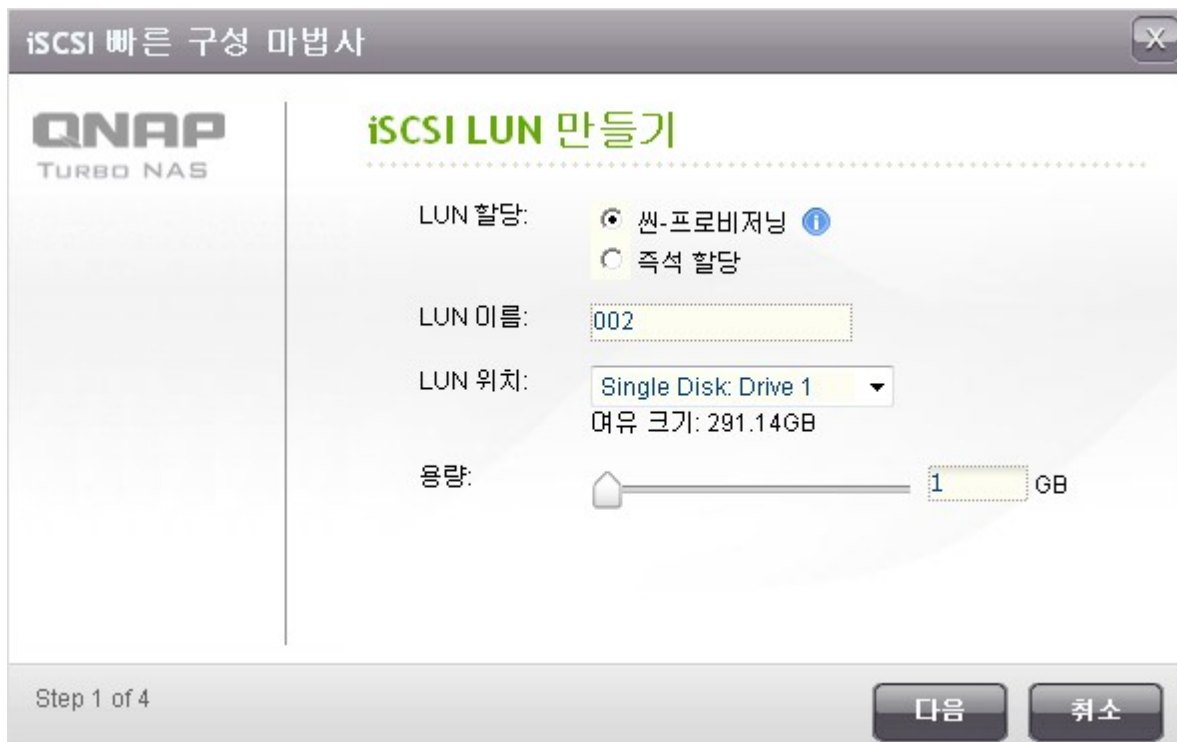 iSCSI 빠른 구성 마법사
QNAP
TURBO NAS
iSCSI LUN 만들기
LUN 할당:
씬-프로비저닝
즉석 할당
LUN 이름:
002
LUN 위치:
Single Disk: Drive 1
여유 크기: 291.14GB
용량:
1 GB
Step 1 of 4
다음
취소